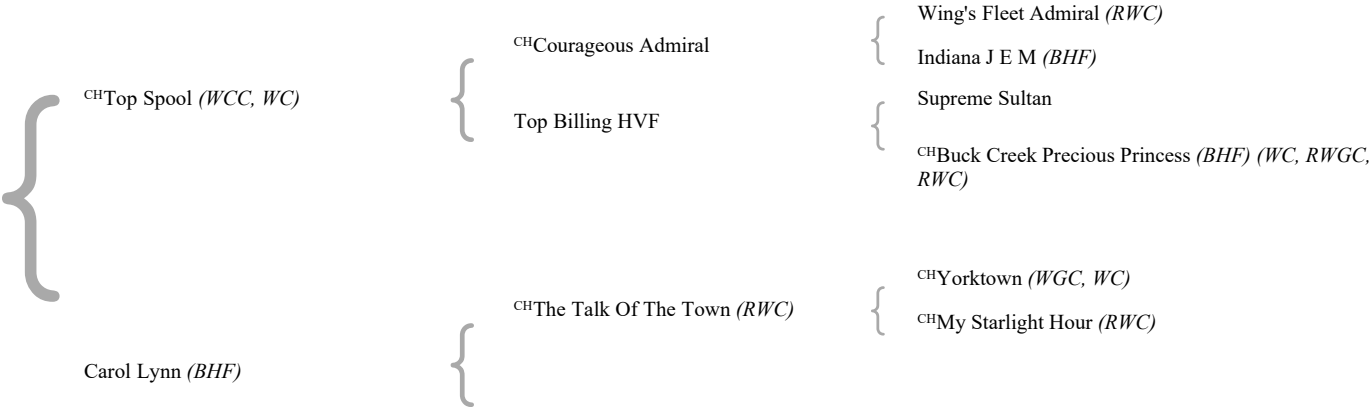 Wing's Fleet Admiral (RWC)
CHCourageous Admiral
Indiana J E M (BHF)
CHTop Spool (WCC, WC)
Supreme Sultan
Top Billing HVF
CHBuck Creek Precious Princess (BHF) (WC, RWGC,
RWC)
CHYorktown (WGC, WC)
CHThe Talk Of The Town (RWC)
CHMy Starlight Hour (RWC)
Carol Lynn (BHF)